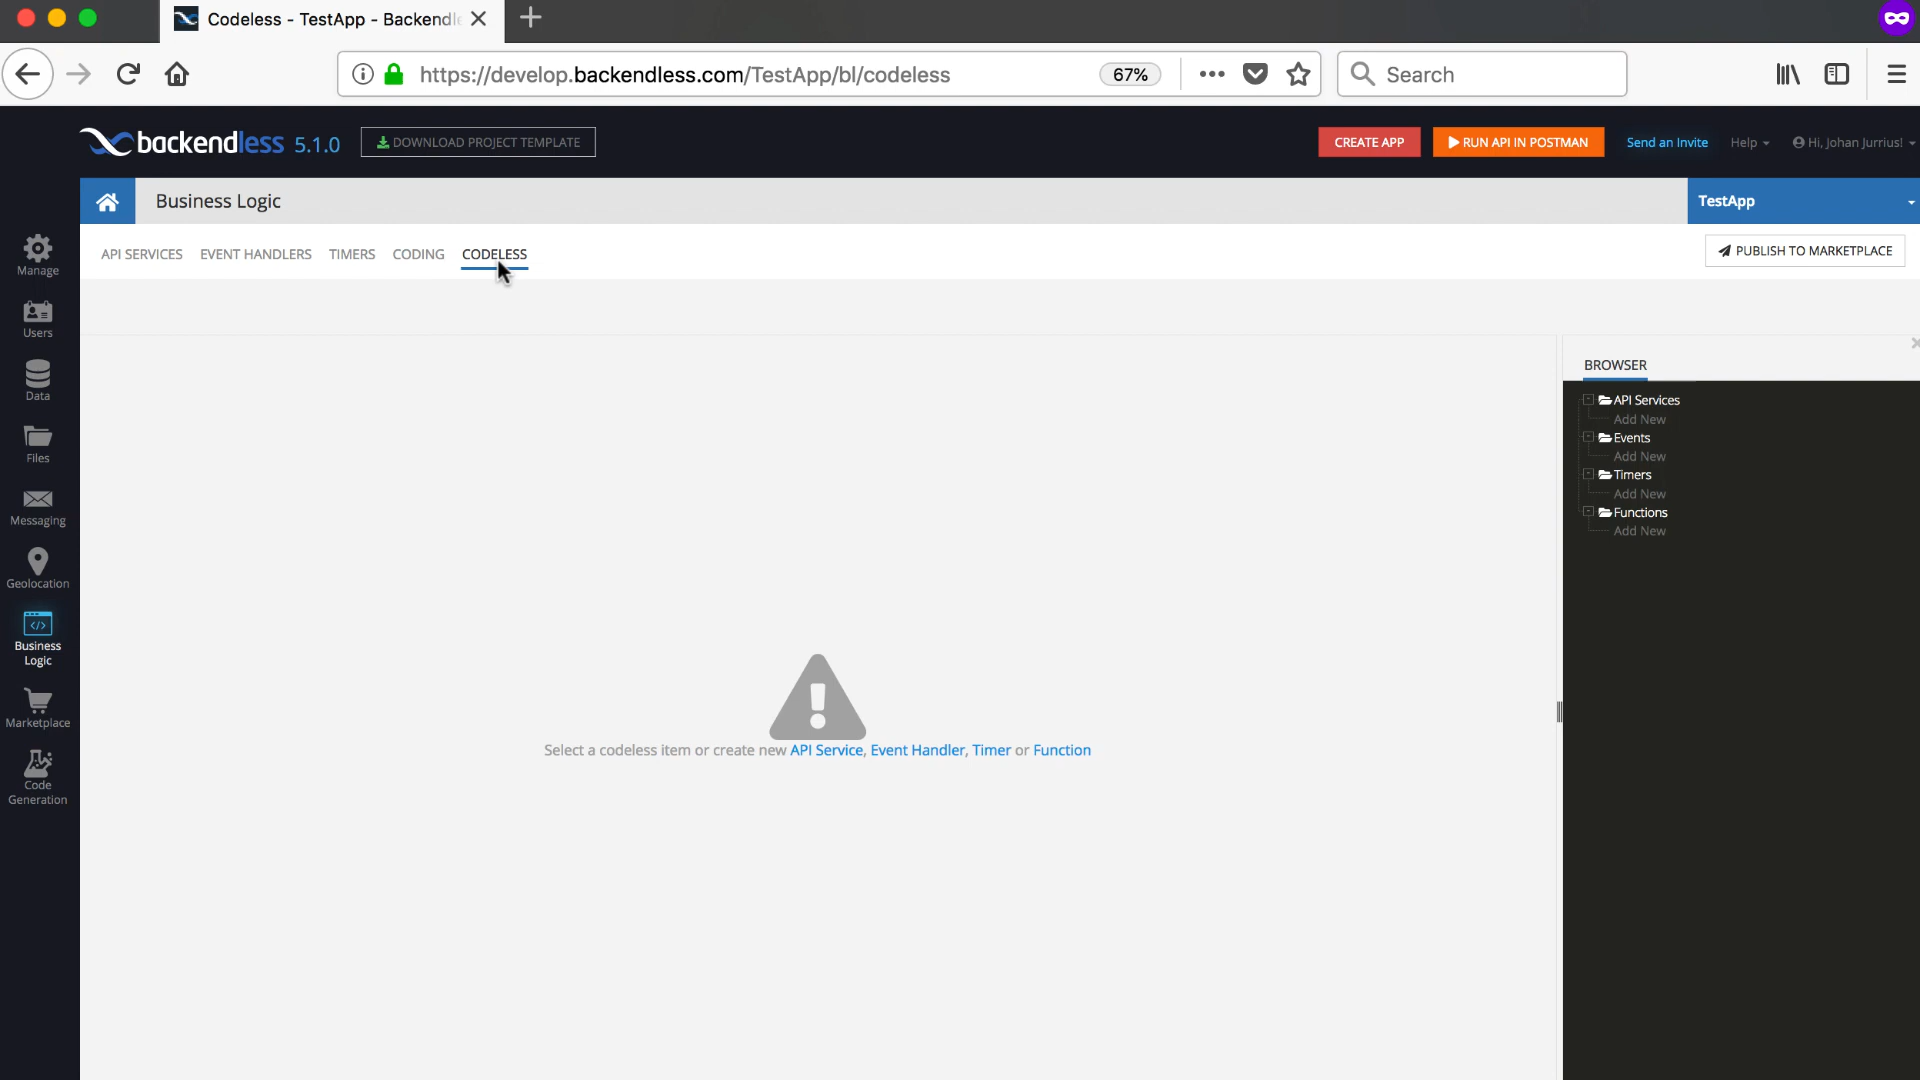 Codeless - TestApp - Backendl
https://develop.backendless.com/TestApp/bl/codeless
67%
Search
backendless 5.1.0
DOWNLOAD PROJECT TEMPLATE
CREATE APP
RUN API IN POSTMAN
Send an Invite
Help
Hi, Johan Jurrius!
Business Logic
TestApp
API SERVICES
EVENT HANDLERS
TIMERS
CODING
CODELESS
PUBLISH TO MARKETPLACE
Manage
Users
Data
Files
Messaging
Geolocation
Business
Logic
Marketplace
Code
Generation
Select a codeless item or create new API Service, Event Handler, Timer or Function
BROWSER
API Services
Add New
Events
Add New
Timers
Add New
Functions
Add New